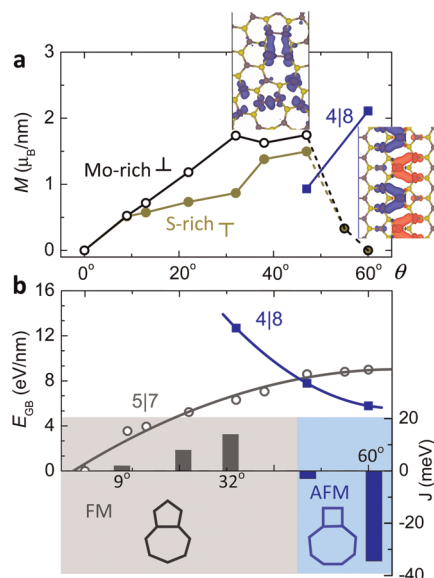 a
3
2
1
0
M (μB/nm)
Mo-rich ⊥
S-rich ⊤
4|8
0° 20° 40° 60° θ
b
16
12
8
4
0
EGB (eV/nm)
4|8
5|7
20
10
0
-10
-20
-30
-40
J (meV)
60°
9° 32°
FM
AFM